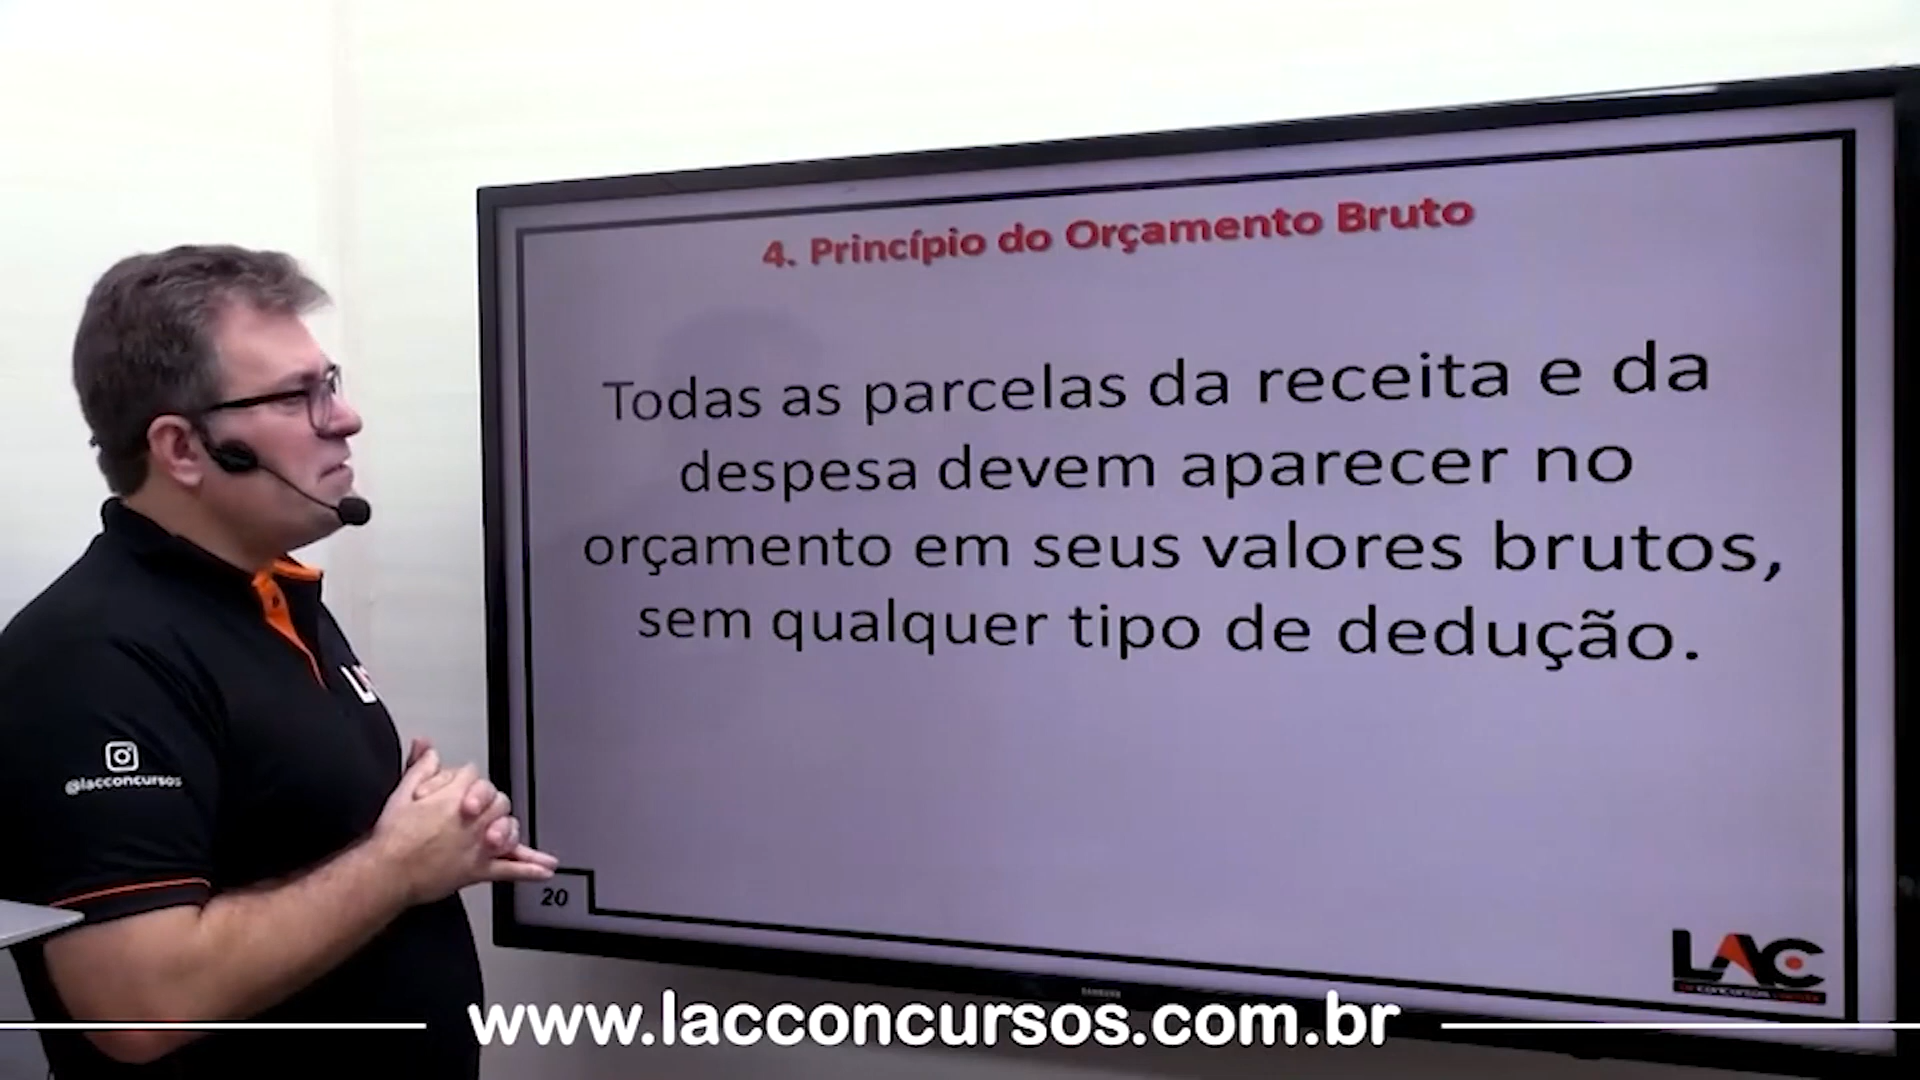 4. Princípio do Orçamento Bruto
Todas as parcelas da receita e da
despesa devem aparecer no
orçamento em seus valores brutos,
sem qualquer tipo de dedução.
20
LAC
@lacconcursos
SAMSUNG
www.lacconcursos.com.br